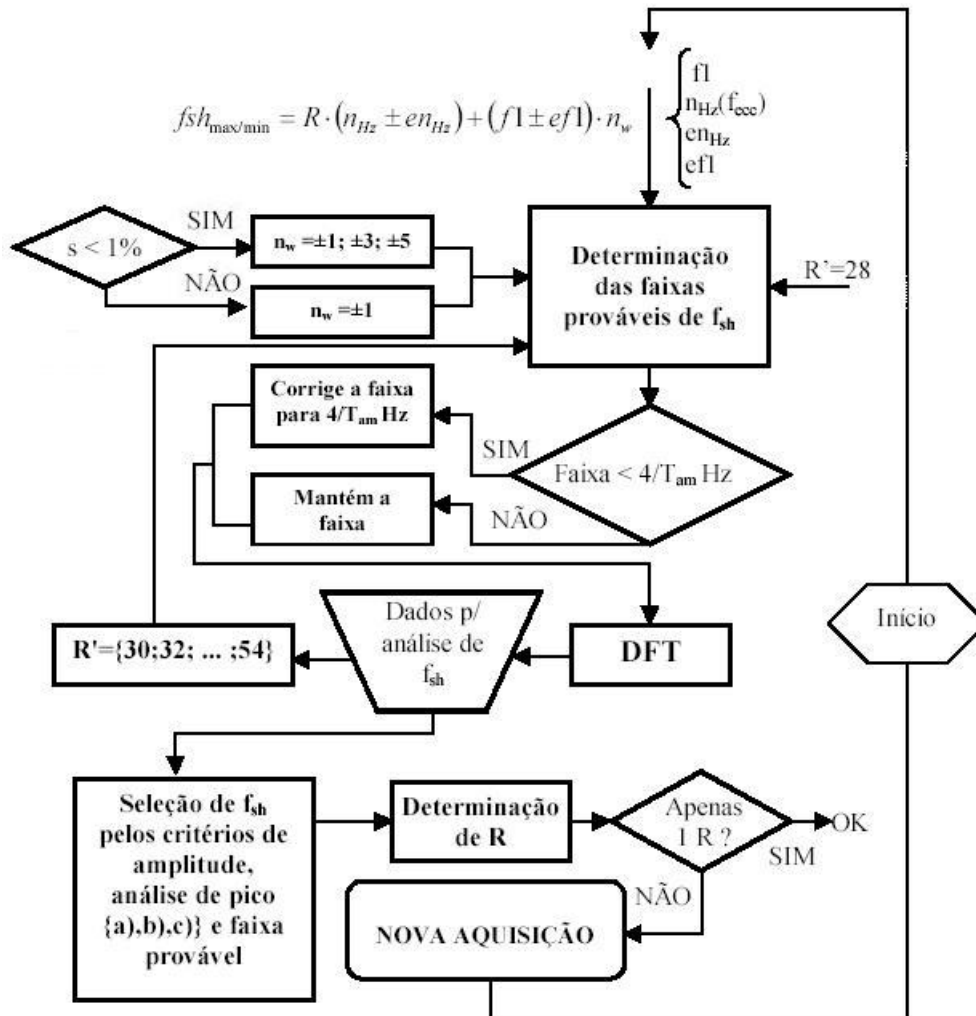 f1
n_Hz(f_ecc)
en_Hz
ef1
fsh_max/min = R·(n_Hz ± en_Hz)+(f1 ± ef1)·n_w
s < 1%
SIM
n_w =±1; ±3; ±5
NÃO
n_w =±1
Determinação
das faixas
prováveis de f_sh
R’=28
Corrige a faixa
para 4/T_am Hz
SIM
Faixa < 4/T_am Hz
Mantém a
faixa
NÃO
Início
Dados p/
análise de
f_sh
R'={30;32; ... ;54}
DFT
Seleção de f_sh
pelos critérios de
amplitude,
análise de pico
{a),b),c)} e faixa
provável
Determinação
de R
Apenas
1 R ?
OK
SIM
NÃO
NOVA AQUISIÇÃO